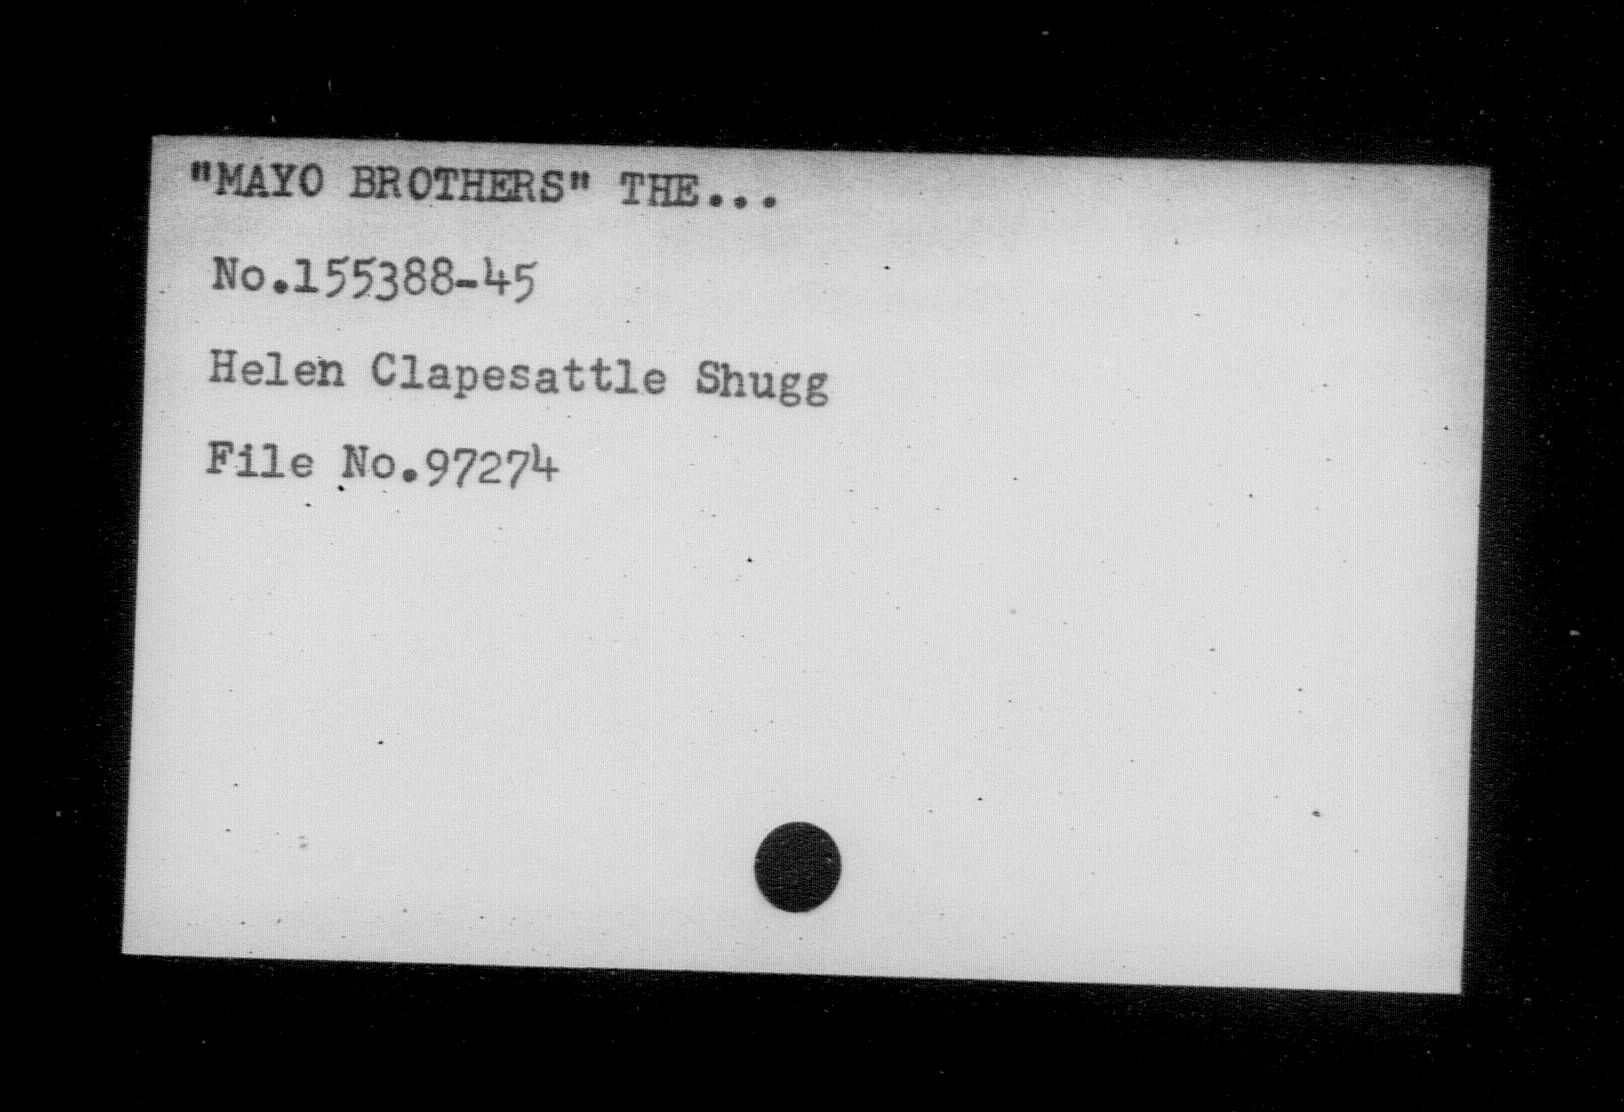 "MAYO BROTHERS" THE...
No.155388-45
Helen Clapesattle Shugg
File No.97274